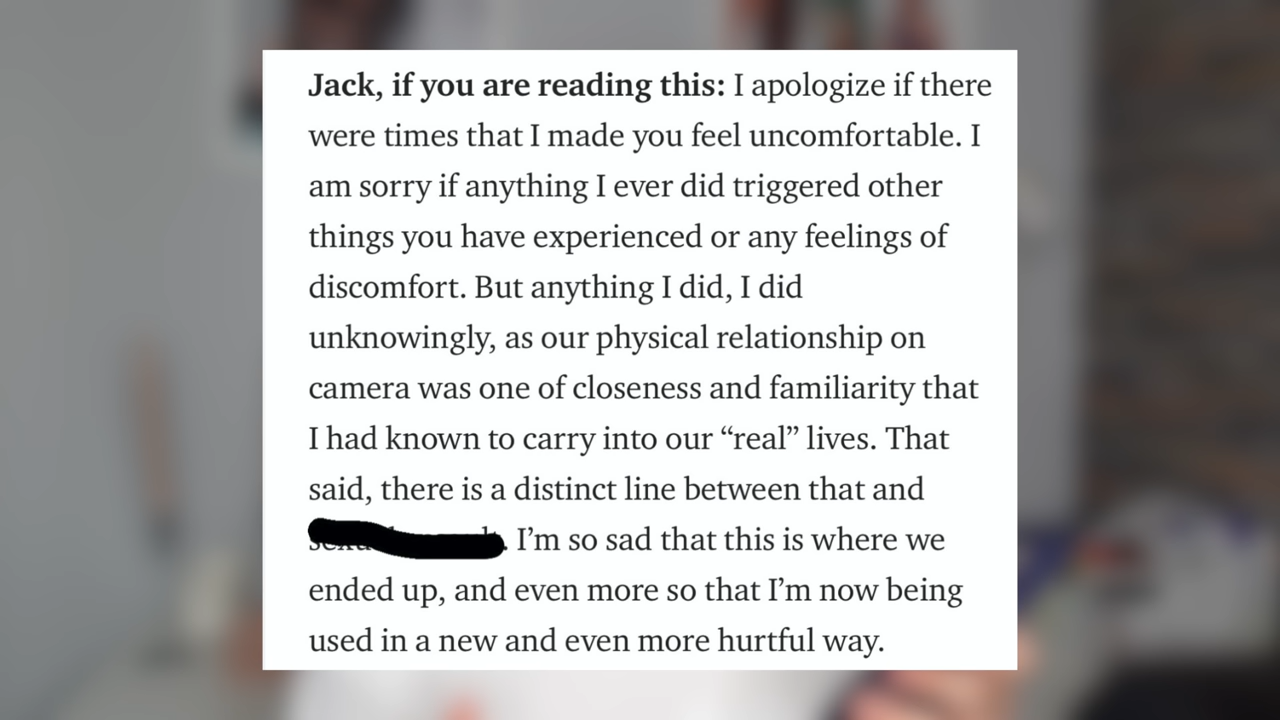 Jack, if you are reading this: I apologize if there
were times that I made you feel uncomfortable. I
am sorry if anything I ever did triggered other
things you have experienced or any feelings of
discomfort. But anything I did, I did
unknowingly, as our physical relationship on
camera was one of closeness and familiarity that
I had known to carry into our “real” lives. That
said, there is a distinct line between that and
. I’m so sad that this is where we
ended up, and even more so that I’m now being
used in a new and even more hurtful way.